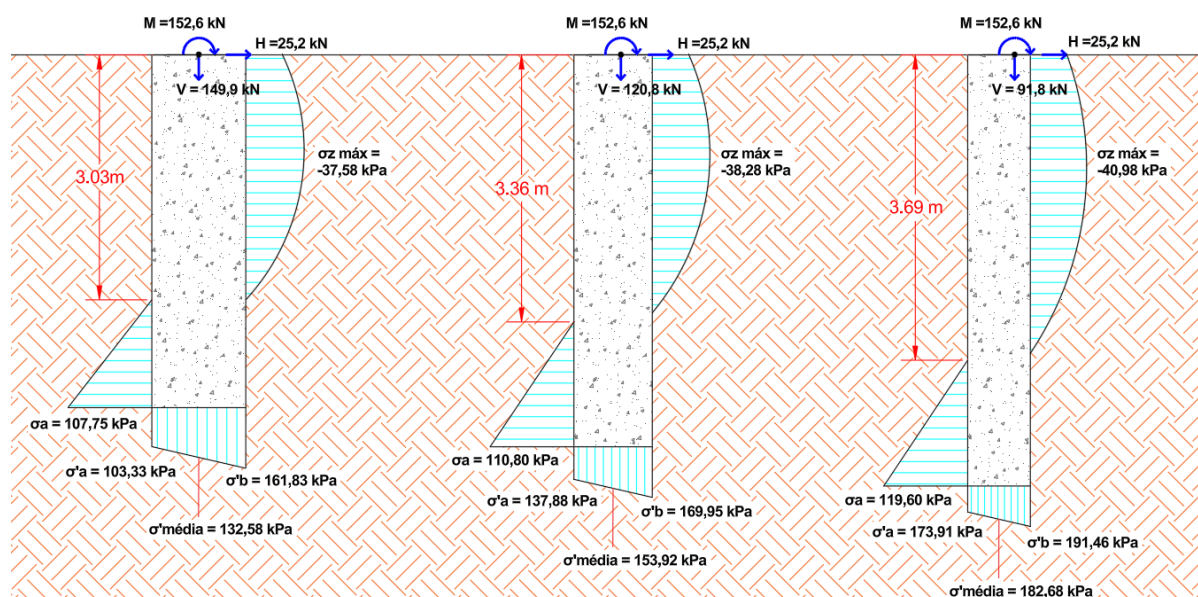 M =152,6 kN
H =25,2 kN
V = 149,9 kN
3.03m
σz máx =
-37,58 kPa
σa = 107,75 kPa
σ'a = 103,33 kPa
σ'b = 161,83 kPa
σ'média = 132,58 kPa
M =152,6 kN
H =25,2 kN
V = 120,8 kN
3.36 m
σz máx =
-38,28 kPa
σa = 110,80 kPa
σ'a = 137,88 kPa
σ'b = 169,95 kPa
σ'média = 153,92 kPa
M =152,6 kN
H =25,2 kN
V = 91,8 kN
3.69 m
σz máx =
-40,98 kPa
σa = 119,60 kPa
σ'a = 173,91 kPa
σ'b = 191,46 kPa
σ'média = 182,68 kPa